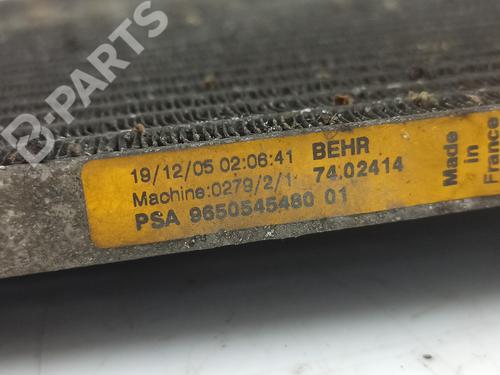 B-PARTS
19/12/05 02:06:41 BEHR
Machine:0279/2/1 74.02414
PSA 9650545480 01
Made in
France